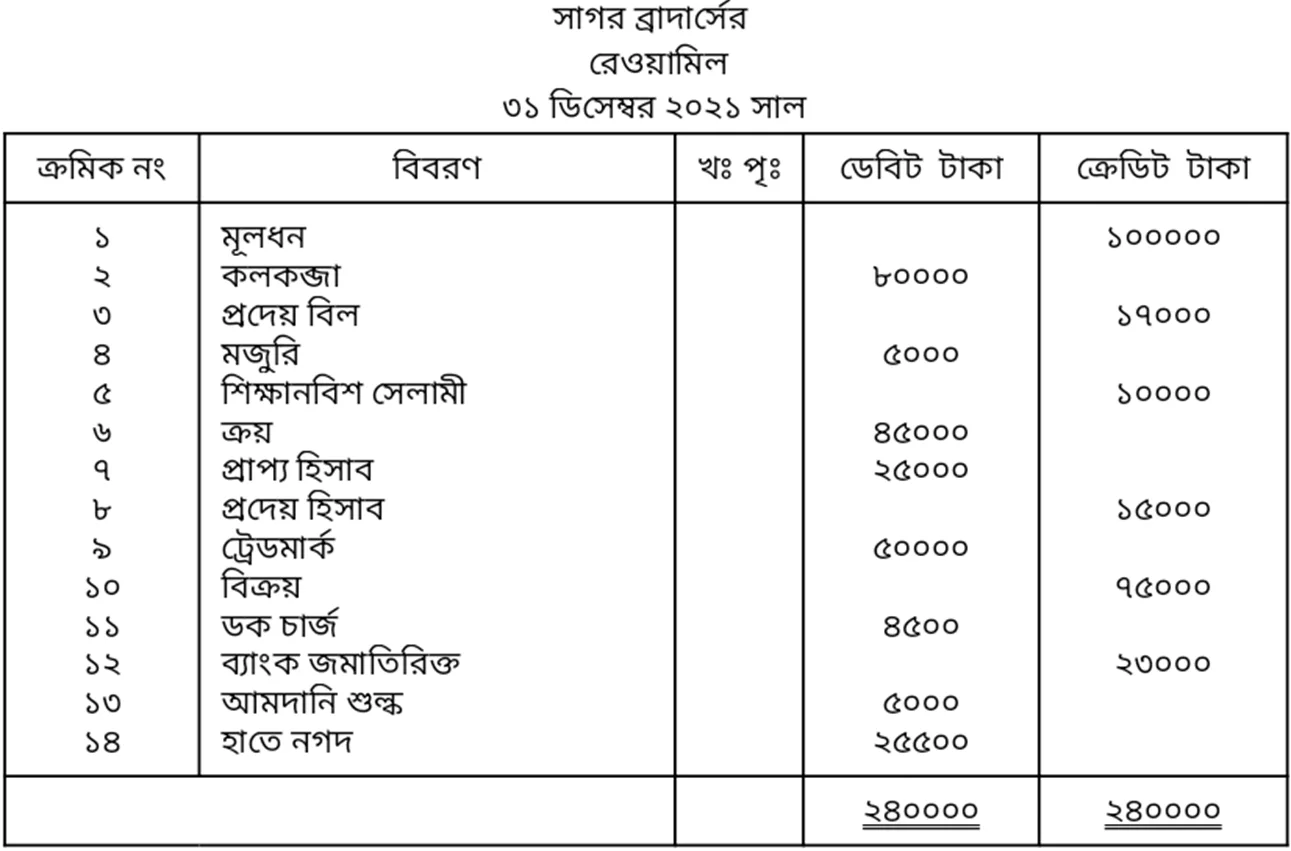 সাগর ব্রাদার্সের
রেওয়ামিল
৩১ ডিসেম্বর ২০২১ সাল
ক্রমিক নং বিবরণ খঃ পৃঃ ডেবিট টাকা ক্রেডিট টাকা
১ মূলধন ১০০০০০
২ কলকব্জা ৮০০০০
৩ প্রদেয় বিল ১৭০০০
৪ মজুরি ৫০০০
৫ শিক্ষানবিশ সেলামী ১০০০০
৬ ক্রয় ৪৫০০০
৭ প্রাপ্য হিসাব ২৫০০০
৮ প্রদেয় হিসাব ১৫০০০
৯ ট্রেডমার্ক ৫০০০০
১০ বিক্রয় ৭৫০০০
১১ ডক চার্জ ৪৫০০
১২ ব্যাংক জমাতিরিক্ত ২৩০০০
১৩ আমদানি শুল্ক ৫০০০
১৪ হাতে নগদ ২৫৫০০
২৪০০০০ ২৪০০০০